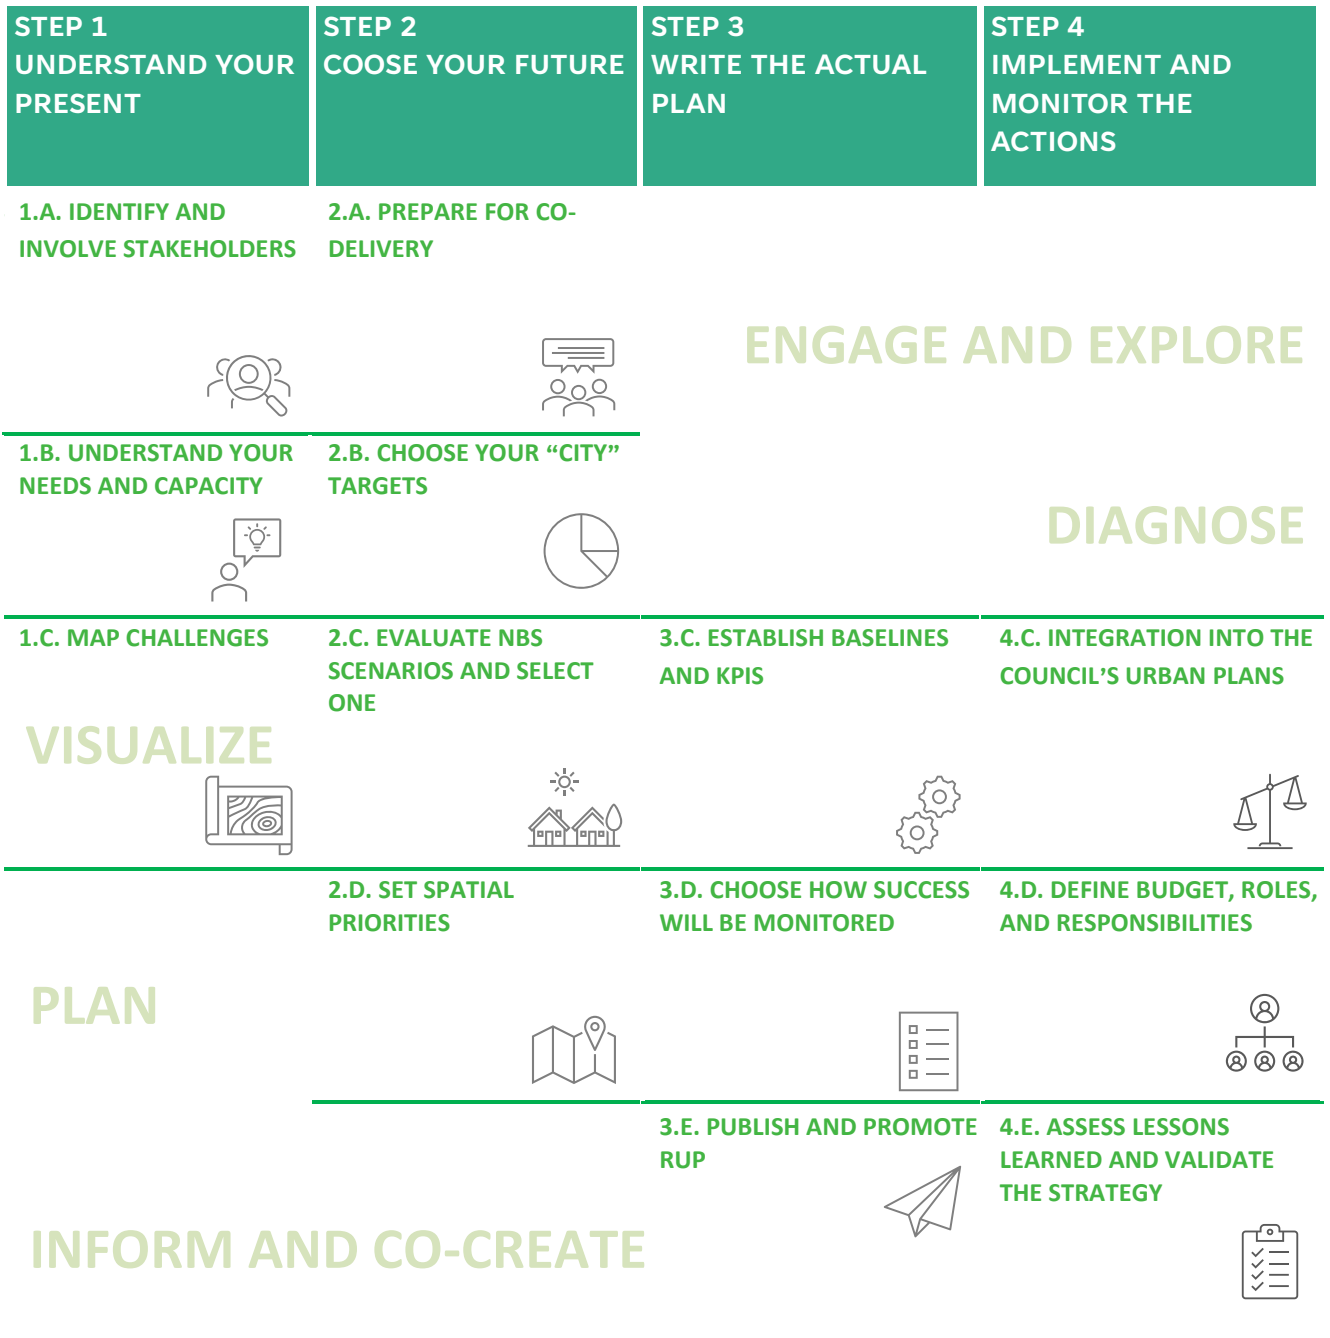 STEP 1
UNDERSTAND YOUR
PRESENT
STEP 2
COOSE YOUR FUTURE
STEP 3
WRITE THE ACTUAL
PLAN
STEP 4
IMPLEMENT AND
MONITOR THE
ACTIONS
1.A. IDENTIFY AND
INVOLVE STAKEHOLDERS
2.A. PREPARE FOR CO-
DELIVERY
ENGAGE AND EXPLORE
1.B. UNDERSTAND YOUR
NEEDS AND CAPACITY
2.B. CHOOSE YOUR “CITY”
TARGETS
DIAGNOSE
1.C. MAP CHALLENGES
VISUALIZE
2.C. EVALUATE NBS
SCENARIOS AND SELECT
ONE
3.C. ESTABLISH BASELINES
AND KPIS
4.C. INTEGRATION INTO THE
COUNCIL’S URBAN PLANS
PLAN
2.D. SET SPATIAL
PRIORITIES
3.D. CHOOSE HOW SUCCESS
WILL BE MONITORED
4.D. DEFINE BUDGET, ROLES,
AND RESPONSIBILITIES
INFORM AND CO-CREATE
3.E. PUBLISH AND PROMOTE
RUP
4.E. ASSESS LESSONS
LEARNED AND VALIDATE
THE STRATEGY